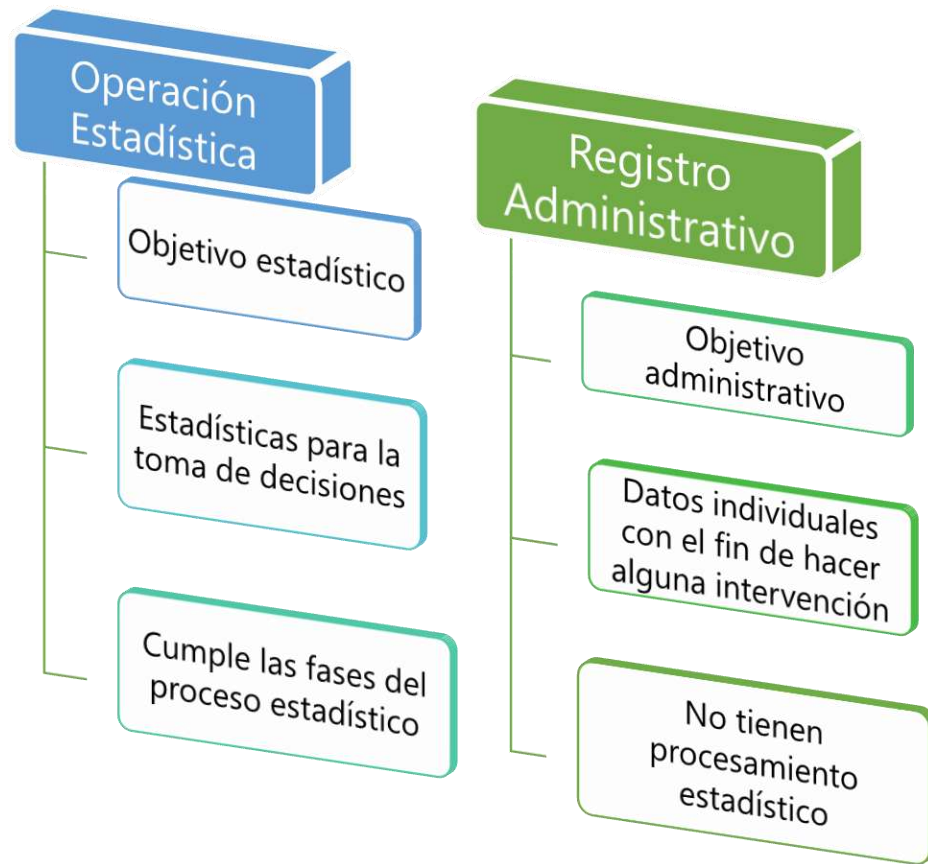 Operación
Estadística
Objetivo estadístico
Estadísticas para la
toma de decisiones
Cumple las fases del
proceso estadístico
Registro
Administrativo
Objetivo
administrativo
Datos individuales
con el fin de hacer
alguna intervención
No tienen
procesamiento
estadístico